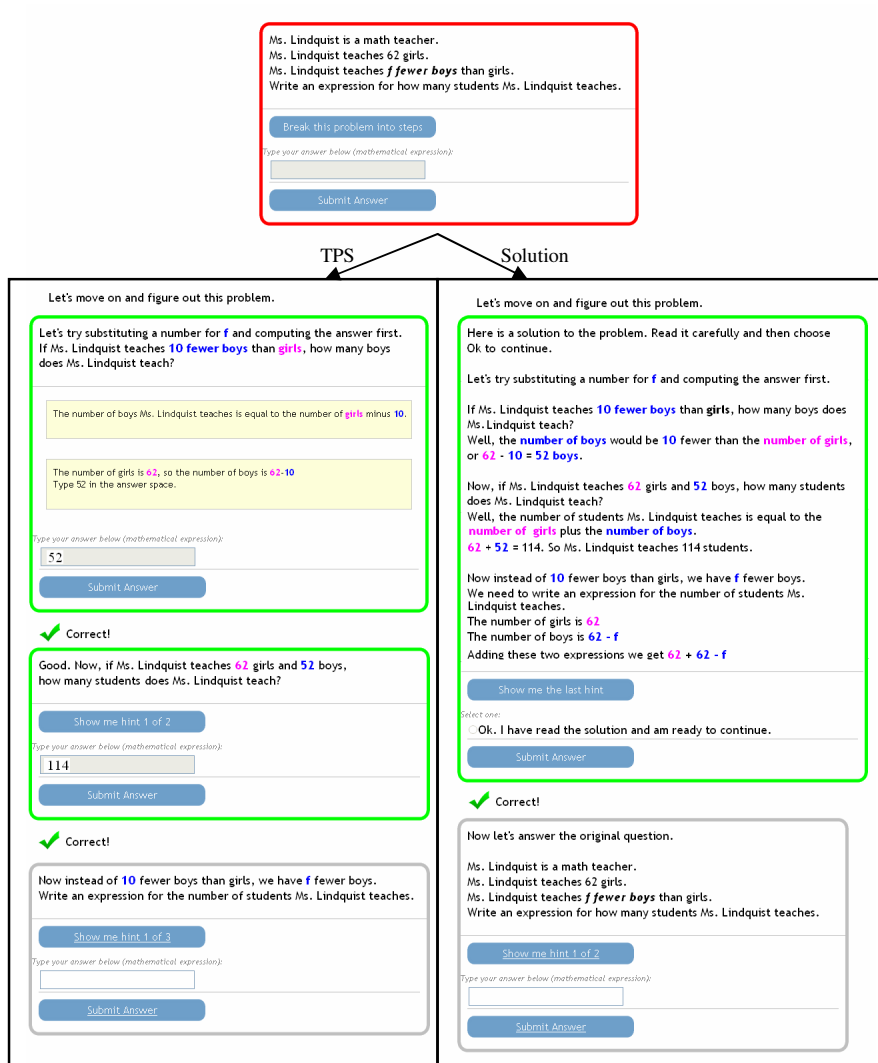 Ms. Lindquist is a math teacher.
Ms. Lindquist teaches 62 girls.
Ms. Lindquist teaches f fewer boys than girls.
Write an expression for how many students Ms. Lindquist teaches.
Break this problem into steps
Type your answer below (mathematical expression):
Submit Answer
TPS
Solution
Let's move on and figure out this problem.
Let's try substituting a number for f and computing the answer first.
If Ms. Lindquist teaches 10 fewer boys than girls, how many boys
does Ms. Lindquist teach?
The number of boys Ms. Lindquist teaches is equal to the number of girls minus 10.
The number of girls is 62, so the number of boys is 62-10
Type 52 in the answer space.
Type your answer below (mathematical expression):
52
Submit Answer
Correct!
Good. Now, if Ms. Lindquist teaches 62 girls and 52 boys,
how many students does Ms. Lindquist teach?
Show me hint 1 of 2
Type your answer below (mathematical expression):
114
Submit Answer
Correct!
Now instead of 10 fewer boys than girls, we have f fewer boys.
Write an expression for the number of students Ms. Lindquist teaches.
Show me hint 1 of 3
Type your answer below (mathematical expression):
Submit Answer
Let's move on and figure out this problem.
Here is a solution to the problem. Read it carefully and then choose
Ok to continue.
Let's try substituting a number for f and computing the answer first.
If Ms. Lindquist teaches 10 fewer boys than girls, how many boys does
Ms. Lindquist teach?
Well, the number of boys would be 10 fewer than the number of girls,
or 62 - 10 = 52 boys.
Now, if Ms. Lindquist teaches 62 girls and 52 boys, how many students
does Ms. Lindquist teach?
Well, the number of students Ms. Lindquist teaches is equal to the
number of girls plus the number of boys.
62 + 52 = 114. So Ms. Lindquist teaches 114 students.
Now instead of 10 fewer boys than girls, we have f fewer boys.
We need to write an expression for the number of students Ms.
Lindquist teaches.
The number of girls is 62
The number of boys is 62 - f
Adding these two expressions we get 62 + 62 - f
Show me the last hint
Select one:
Ok. I have read the solution and am ready to continue.
Submit Answer
Correct!
Now let's answer the original question.
Ms. Lindquist is a math teacher.
Ms. Lindquist teaches 62 girls.
Ms. Lindquist teaches f fewer boys than girls.
Write an expression for how many students Ms. Lindquist teaches.
Show me hint 1 of 2
Type your answer below (mathematical expression):
Submit Answer